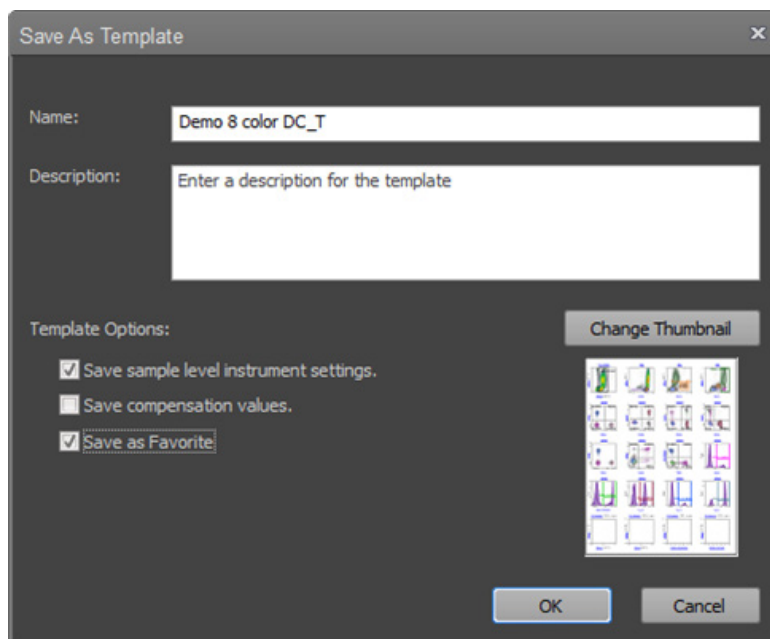 Save As Template
Name:
Demo 8 color DC_T
Description:
Enter a description for the template
Template Options:
Change Thumbnail
Save sample level instrument settings.
Save compensation values.
Save as Favorite
OK
Cancel